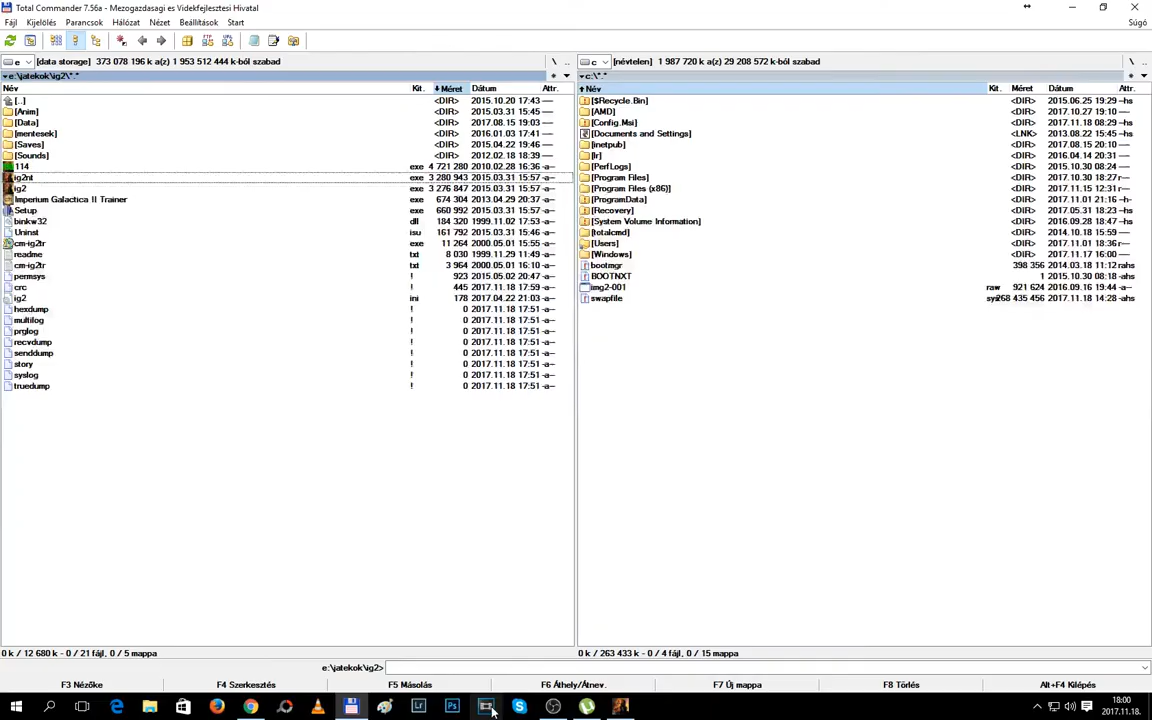 Total Commander 7.56a - Mezogazdasagi es Videkfejlesztesi Hivatal
Fájl Kijelölés Parancsok Hálózat Nézet Beállítások Start Súgó
e [data storage] 373 078 196 k a(z) 1 953 512 444 k-ból szabad \ ..
e:\jatekok\ig2\*.*
Név Kit. Méret Dátum Attr.
[..] <DIR> 2015.10.20 17:43 ----
[Anim] <DIR> 2015.03.31 15:45 ----
[Data] <DIR> 2017.08.15 19:03 ----
[mentesek] <DIR> 2016.01.03 17:41 ----
[Saves] <DIR> 2015.04.22 19:46 ----
[Sounds] <DIR> 2012.02.18 18:39 ----
114 exe 4 721 280 2010.02.28 16:36 -a--
ig2nt exe 3 280 943 2015.03.31 15:57 -a--
ig2 exe 3 276 847 2015.03.31 15:57 -a--
Imperium Galactica II Trainer exe 674 304 2013.04.29 20:37 -a--
Setup exe 660 992 2015.03.31 15:57 -a--
binkw32 dll 184 320 1999.11.02 17:53 -a--
Uninst isu 161 792 2015.03.31 15:57 -a--
cm-ig2tr exe 11 264 2000.05.01 15:55 -a--
readme txt 8 030 1999.11.29 11:49 -a--
cm-ig2tr txt 3 964 2000.05.01 16:10 -a--
permsys ! 923 2015.05.02 20:47 -a--
crc ! 445 2017.11.18 17:59 -a--
ig2 ini 178 2017.04.22 21:03 -a--
hexdump ! 0 2017.11.18 17:51 -a--
multilog ! 0 2017.11.18 17:51 -a--
prglog ! 0 2017.11.18 17:51 -a--
recvdump ! 0 2017.11.18 17:51 -a--
senddump ! 0 2017.11.18 17:51 -a--
story ! 0 2017.11.18 17:51 -a--
syslog ! 0 2017.11.18 17:51 -a--
truedump ! 0 2017.11.18 17:51 -a--
0 k / 12 680 k - 0 / 21 fájl, 0 / 5 mappa
c [névtelen] 1 987 720 k a(z) 29 208 572 k-ból szabad \ ..
c:\*.*
Név Kit. Méret Dátum Attr.
[$Recycle.Bin] <DIR> 2015.06.25 19:29 --hs
[AMD] <DIR> 2017.10.27 19:10 ----
[Config.Msi] <DIR> 2017.11.18 08:29 --hs
[Documents and Settings] <LNK> 2013.08.22 15:45 --hs
[inetpub] <DIR> 2017.08.15 20:10 ----
[lr] <DIR> 2016.04.14 20:31 ----
[PerfLogs] <DIR> 2015.10.30 08:24 ----
[Program Files] <DIR> 2017.10.30 18:27 r---
[Program Files (x86)] <DIR> 2017.11.15 12:31 r---
[ProgramData] <DIR> 2017.11.01 21:16 --h-
[Recovery] <DIR> 2017.05.31 18:23 --hs
[System Volume Information] <DIR> 2016.09.28 18:47 --hs
[totalcmd] <DIR> 2014.10.18 15:59 ----
[Users] <DIR> 2017.11.01 18:36 r---
[Windows] <DIR> 2017.11.17 16:00 ----
bootmgr 398 356 2014.03.18 11:12 rahs
BOOTNXT 1 2015.10.30 08:18 -ahs
img2-001 raw 921 624 2016.09.16 19:44 -a--
swapfile sys 268 435 456 2017.11.18 14:28 -ahs
0 k / 263 433 k - 0 / 4 fájl, 0 / 15 mappa
e:\jatekok\ig2>
F3 Nézőke F4 Szerkesztés F5 Másolás F6 Áthely/Átnev. F7 Új mappa F8 Törlés Alt+F4 Kilépés
18:00
2017.11.18.